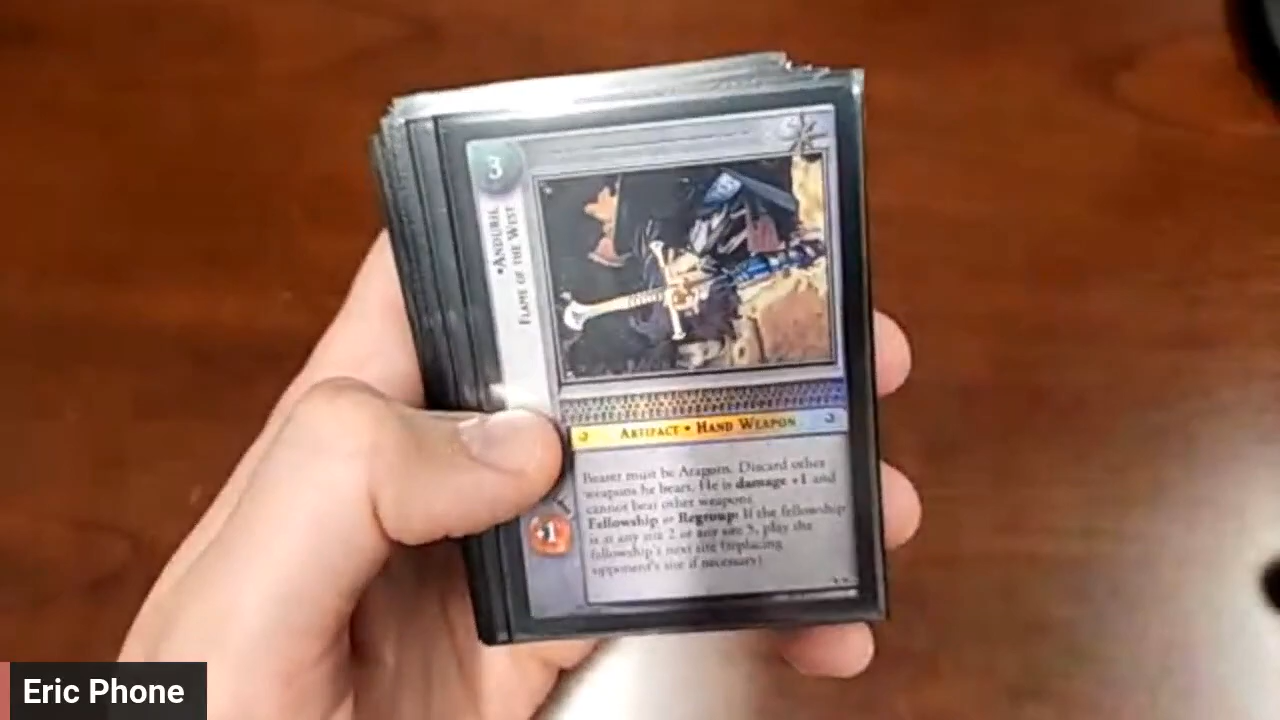 3
•ANDURIL
FLAME OF THE WEST
ARTIFACT • HAND WEAPON
Bearer must be Aragorn. Discard other
weapons he bears. He is damage +1 and
cannot bear other weapons.
Fellowship or Regroup: If the fellowship
is at any site 2 or any site 5, play the
fellowship's next site (replacing
opponent's site if necessary)
+1
Eric Phone